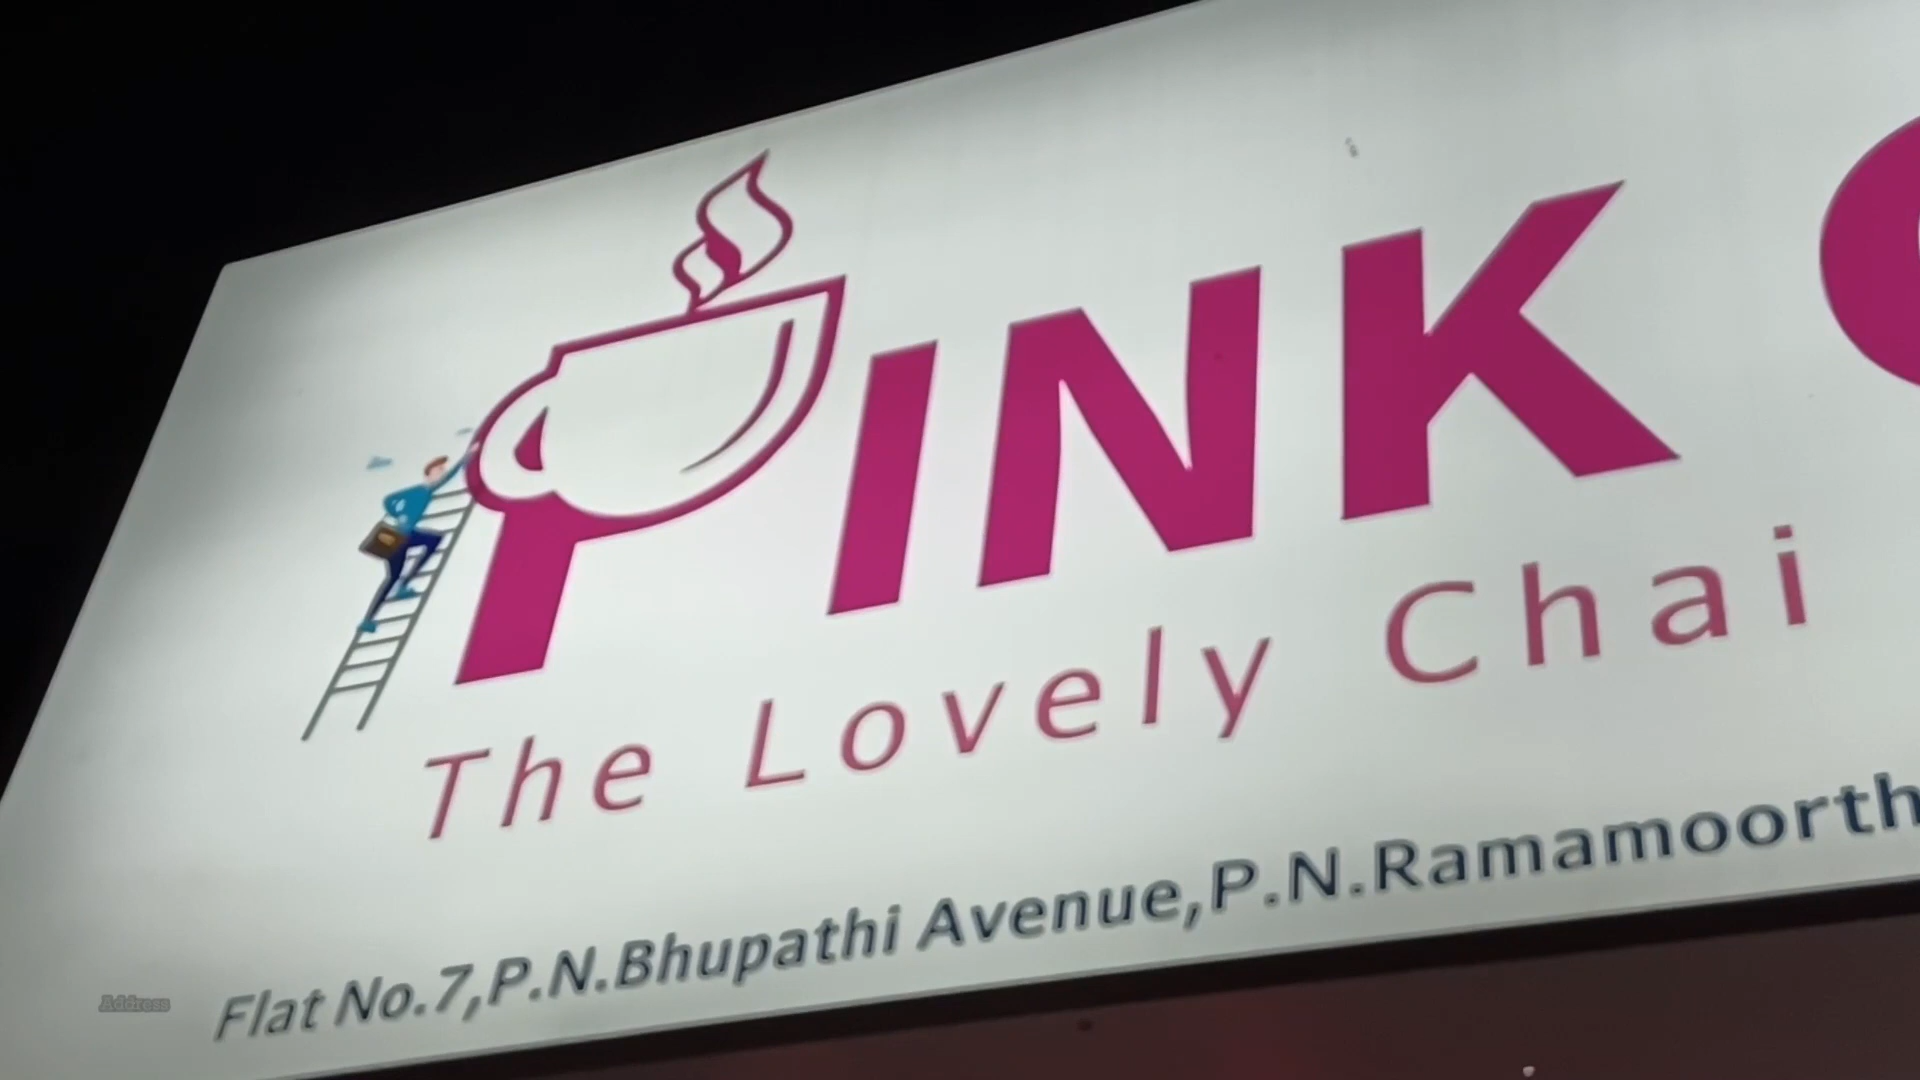 PINK
The Lovely Chai
Flat No.7,P.N.Bhupathi Avenue,P.N.Ramamoorth
Address